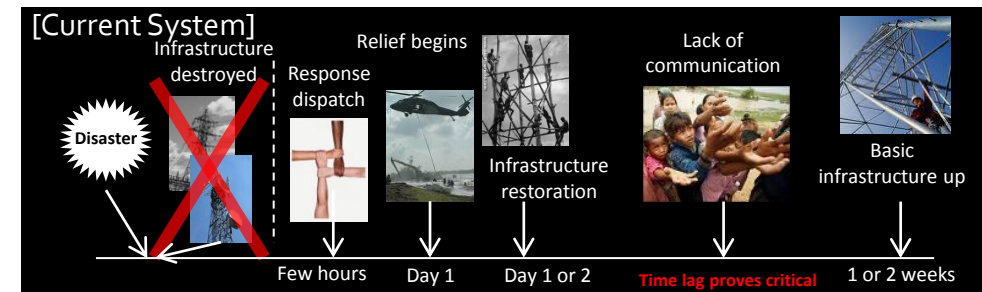 [Current System]
Infrastructure
destroyed
Disaster
Response
dispatch
Relief begins
Infrastructure
restoration
Lack of
communication
Basic
infrastructure up
Few hours
Day 1
Day 1 or 2
Time lag proves critical
1 or 2 weeks